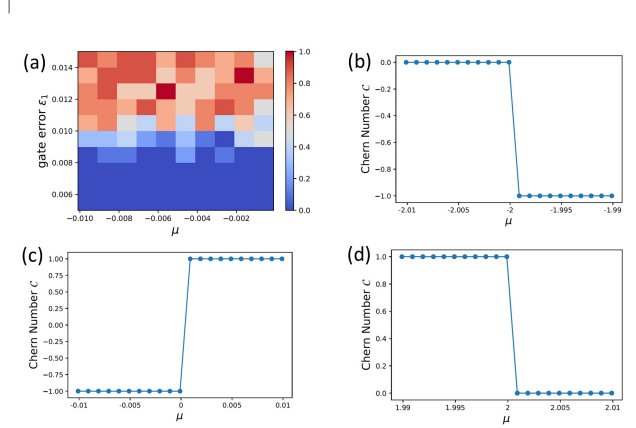 (a)
gate error ε₁
0.014
0.012
0.010
0.008
0.006
−0.010 −0.008 −0.006 −0.004 −0.002
μ
1.0
0.8
0.6
0.4
0.2
0.0
(b)
Chern Number 𝒞
0.0
−0.2
−0.4
−0.6
−0.8
−1.0
−2.01 −2.005 −2 −1.995 −1.99
μ
(c)
Chern Number 𝒞
1.00
0.75
0.50
0.25
0.00
−0.25
−0.50
−0.75
−1.00
−0.01 −0.005 0 0.005 0.01
μ
(d)
Chern Number 𝒞
1.0
0.8
0.6
0.4
0.2
0.0
1.99 1.995 2 2.005 2.01
μ